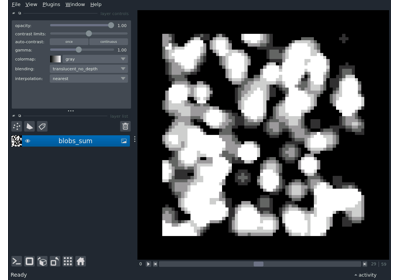 File View Plugins Window Help
opacity: 1.00
contrast limits:
auto-contrast: once continuous
gamma: 1.00
colormap: gray
blending: translucent_no_depth
interpolation: nearest
blobs_sum
activity